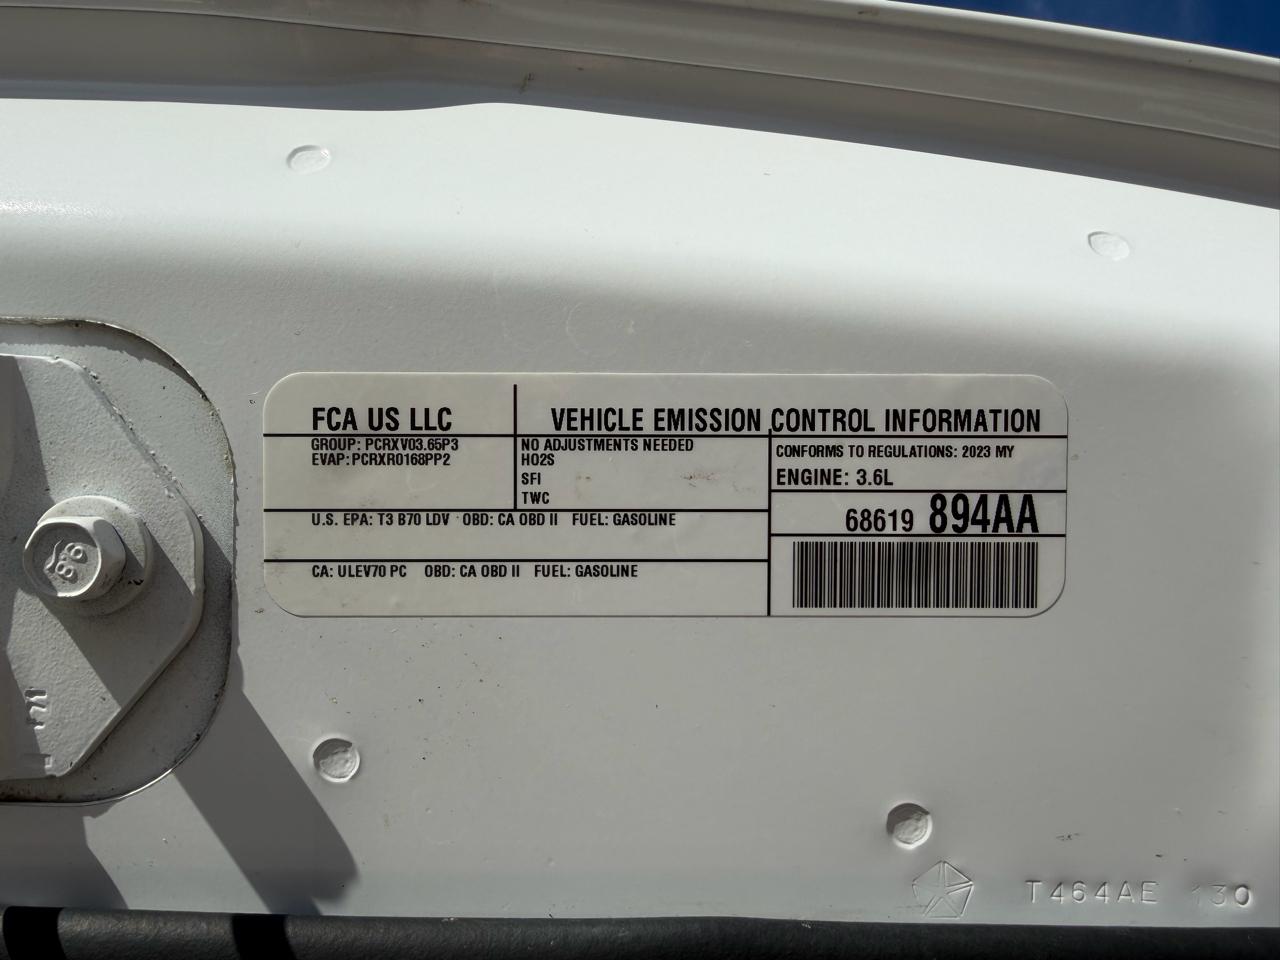 FCA US LLC
VEHICLE EMISSION CONTROL INFORMATION
GROUP: PCRXV03.65P3
EVAP: PCRXR0168PP2
NO ADJUSTMENTS NEEDED
HO2S
SFI
TWC
CONFORMS TO REGULATIONS: 2023 MY
ENGINE: 3.6L
68619 894AA
U.S. EPA: T3 B70 LDV OBD: CA OBD II FUEL: GASOLINE
CA: ULEV70 PC OBD: CA OBD II FUEL: GASOLINE
8.6
T464AE 130